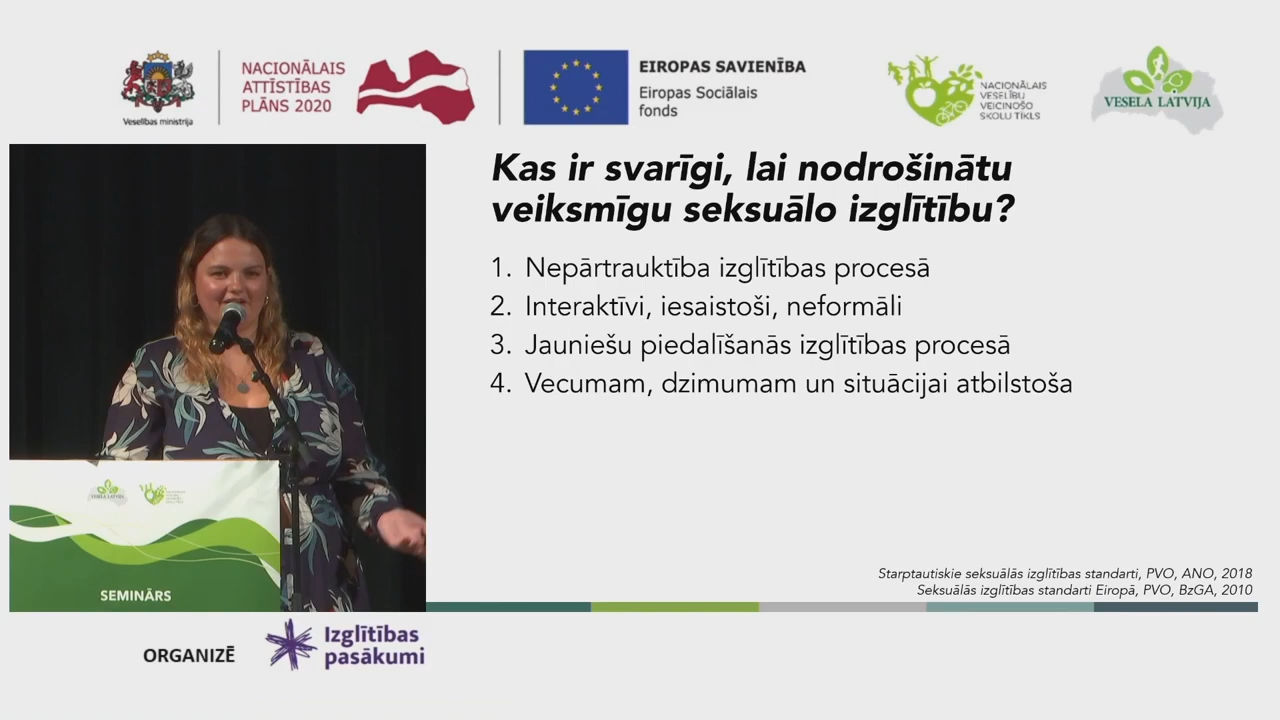 Veselības ministrija
NACIONĀLAIS
ATTĪSTĪBAS
PLĀNS 2020
EIROPAS SAVIENĪBA
Eiropas Sociālais
fonds
NACIONĀLAIS
VESELĪBU
VEICINOŠO
SKOLU TĪKLS
VESELA LATVIJA
Kas ir svarīgi, lai nodrošinātu
veiksmīgu seksuālo izglītību?
1. Nepārtrauktība izglītības procesā
2. Interaktīvi, iesaistoši, neformāli
3. Jauniešu piedalīšanās izglītības procesā
4. Vecumam, dzimumam un situācijai atbilstoša
VESELA LATVIJA
SEMINĀRS
Starptautiskie seksuālās izglītības standarti, PVO, ANO, 2018
Seksuālās izglītības standarti Eiropā, PVO, BzGA, 2010
ORGANIZĒ
Izglītības
pasākumi